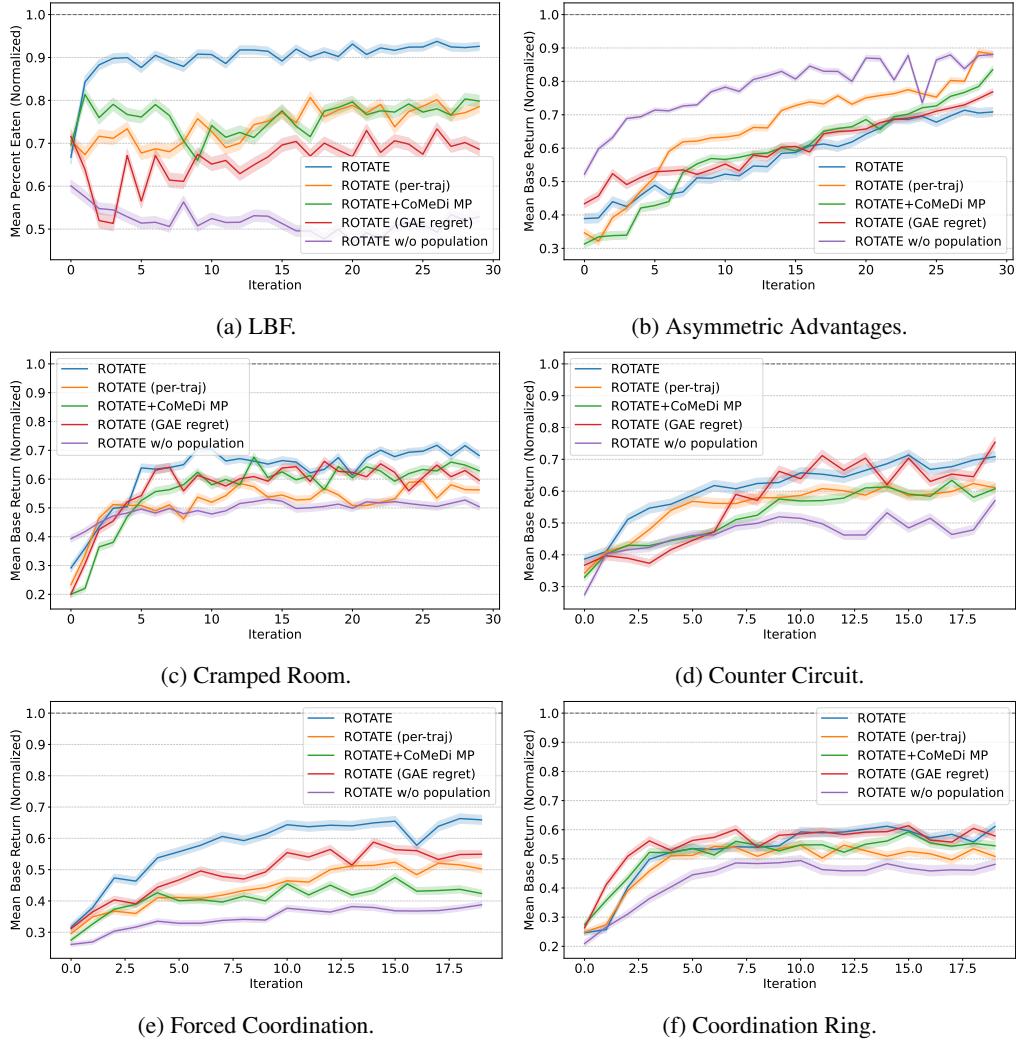 1.0
0.9
0.8
0.7
0.6
0.5
Mean Percent Eaten (Normalized)
ROTATE
ROTATE (per-traj)
ROTATE+CoMeDi MP
ROTATE (GAE regret)
ROTATE w/o population
0 5 10 15 20 25 30
Iteration
(a) LBF.
1.0
0.9
0.8
0.7
0.6
0.5
0.4
0.3
Mean Base Return (Normalized)
ROTATE
ROTATE (per-traj)
ROTATE+CoMeDi MP
ROTATE (GAE regret)
ROTATE w/o population
0 5 10 15 20 25 30
Iteration
(b) Asymmetric Advantages.
1.0
0.9
0.8
0.7
0.6
0.5
0.4
0.3
0.2
Mean Base Return (Normalized)
ROTATE
ROTATE (per-traj)
ROTATE+CoMeDi MP
ROTATE (GAE regret)
ROTATE w/o population
0 5 10 15 20 25 30
Iteration
(c) Cramped Room.
1.0
0.9
0.8
0.7
0.6
0.5
0.4
0.3
Mean Base Return (Normalized)
ROTATE
ROTATE (per-traj)
ROTATE+CoMeDi MP
ROTATE (GAE regret)
ROTATE w/o population
0.0 2.5 5.0 7.5 10.0 12.5 15.0 17.5
Iteration
(d) Counter Circuit.
1.0
0.9
0.8
0.7
0.6
0.5
0.4
0.3
Mean Base Return (Normalized)
ROTATE
ROTATE (per-traj)
ROTATE+CoMeDi MP
ROTATE (GAE regret)
ROTATE w/o population
0.0 2.5 5.0 7.5 10.0 12.5 15.0 17.5
Iteration
(e) Forced Coordination.
1.0
0.9
0.8
0.7
0.6
0.5
0.4
0.3
0.2
Mean Base Return (Normalized)
ROTATE
ROTATE (per-traj)
ROTATE+CoMeDi MP
ROTATE (GAE regret)
ROTATE w/o population
0.0 2.5 5.0 7.5 10.0 12.5 15.0 17.5
Iteration
(f) Coordination Ring.